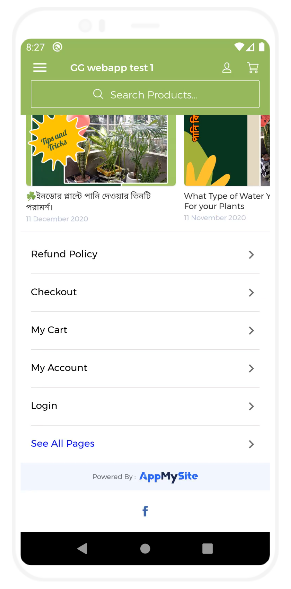 8:27
GG webapp test 1
Search Products...
Tips and
Tricks
🍀ইনডোর প্লান্টে পানি দেওয়ার তিনটি
পরামর্শ।
11 December 2020
What Type of Water Y
For your Plants
11 November 2020
Refund Policy
Checkout
My Cart
My Account
Login
See All Pages
Powered By AppMySite